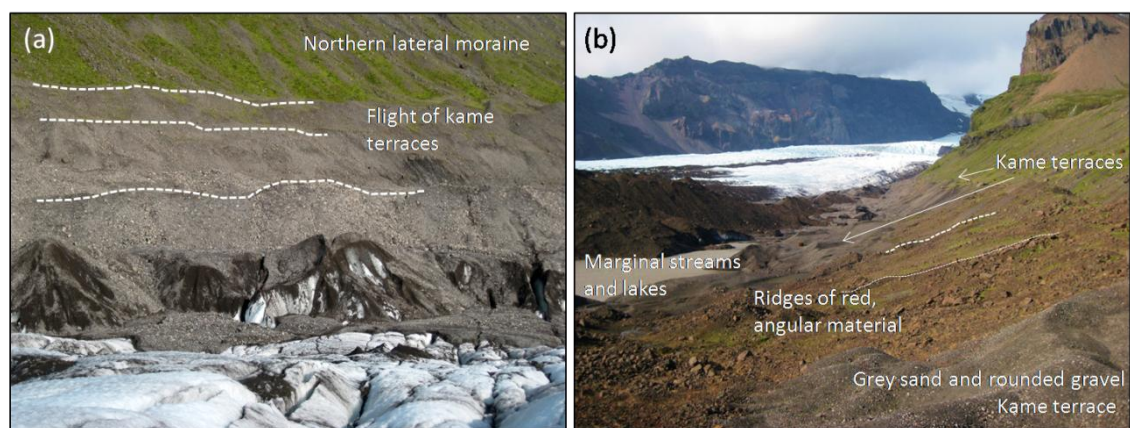 (a)
Northern lateral moraine
Flight of kame
terraces
(b)
Kame terraces
Marginal streams
and lakes
Ridges of red,
angular material
Grey sand and rounded gravel
Kame terrace